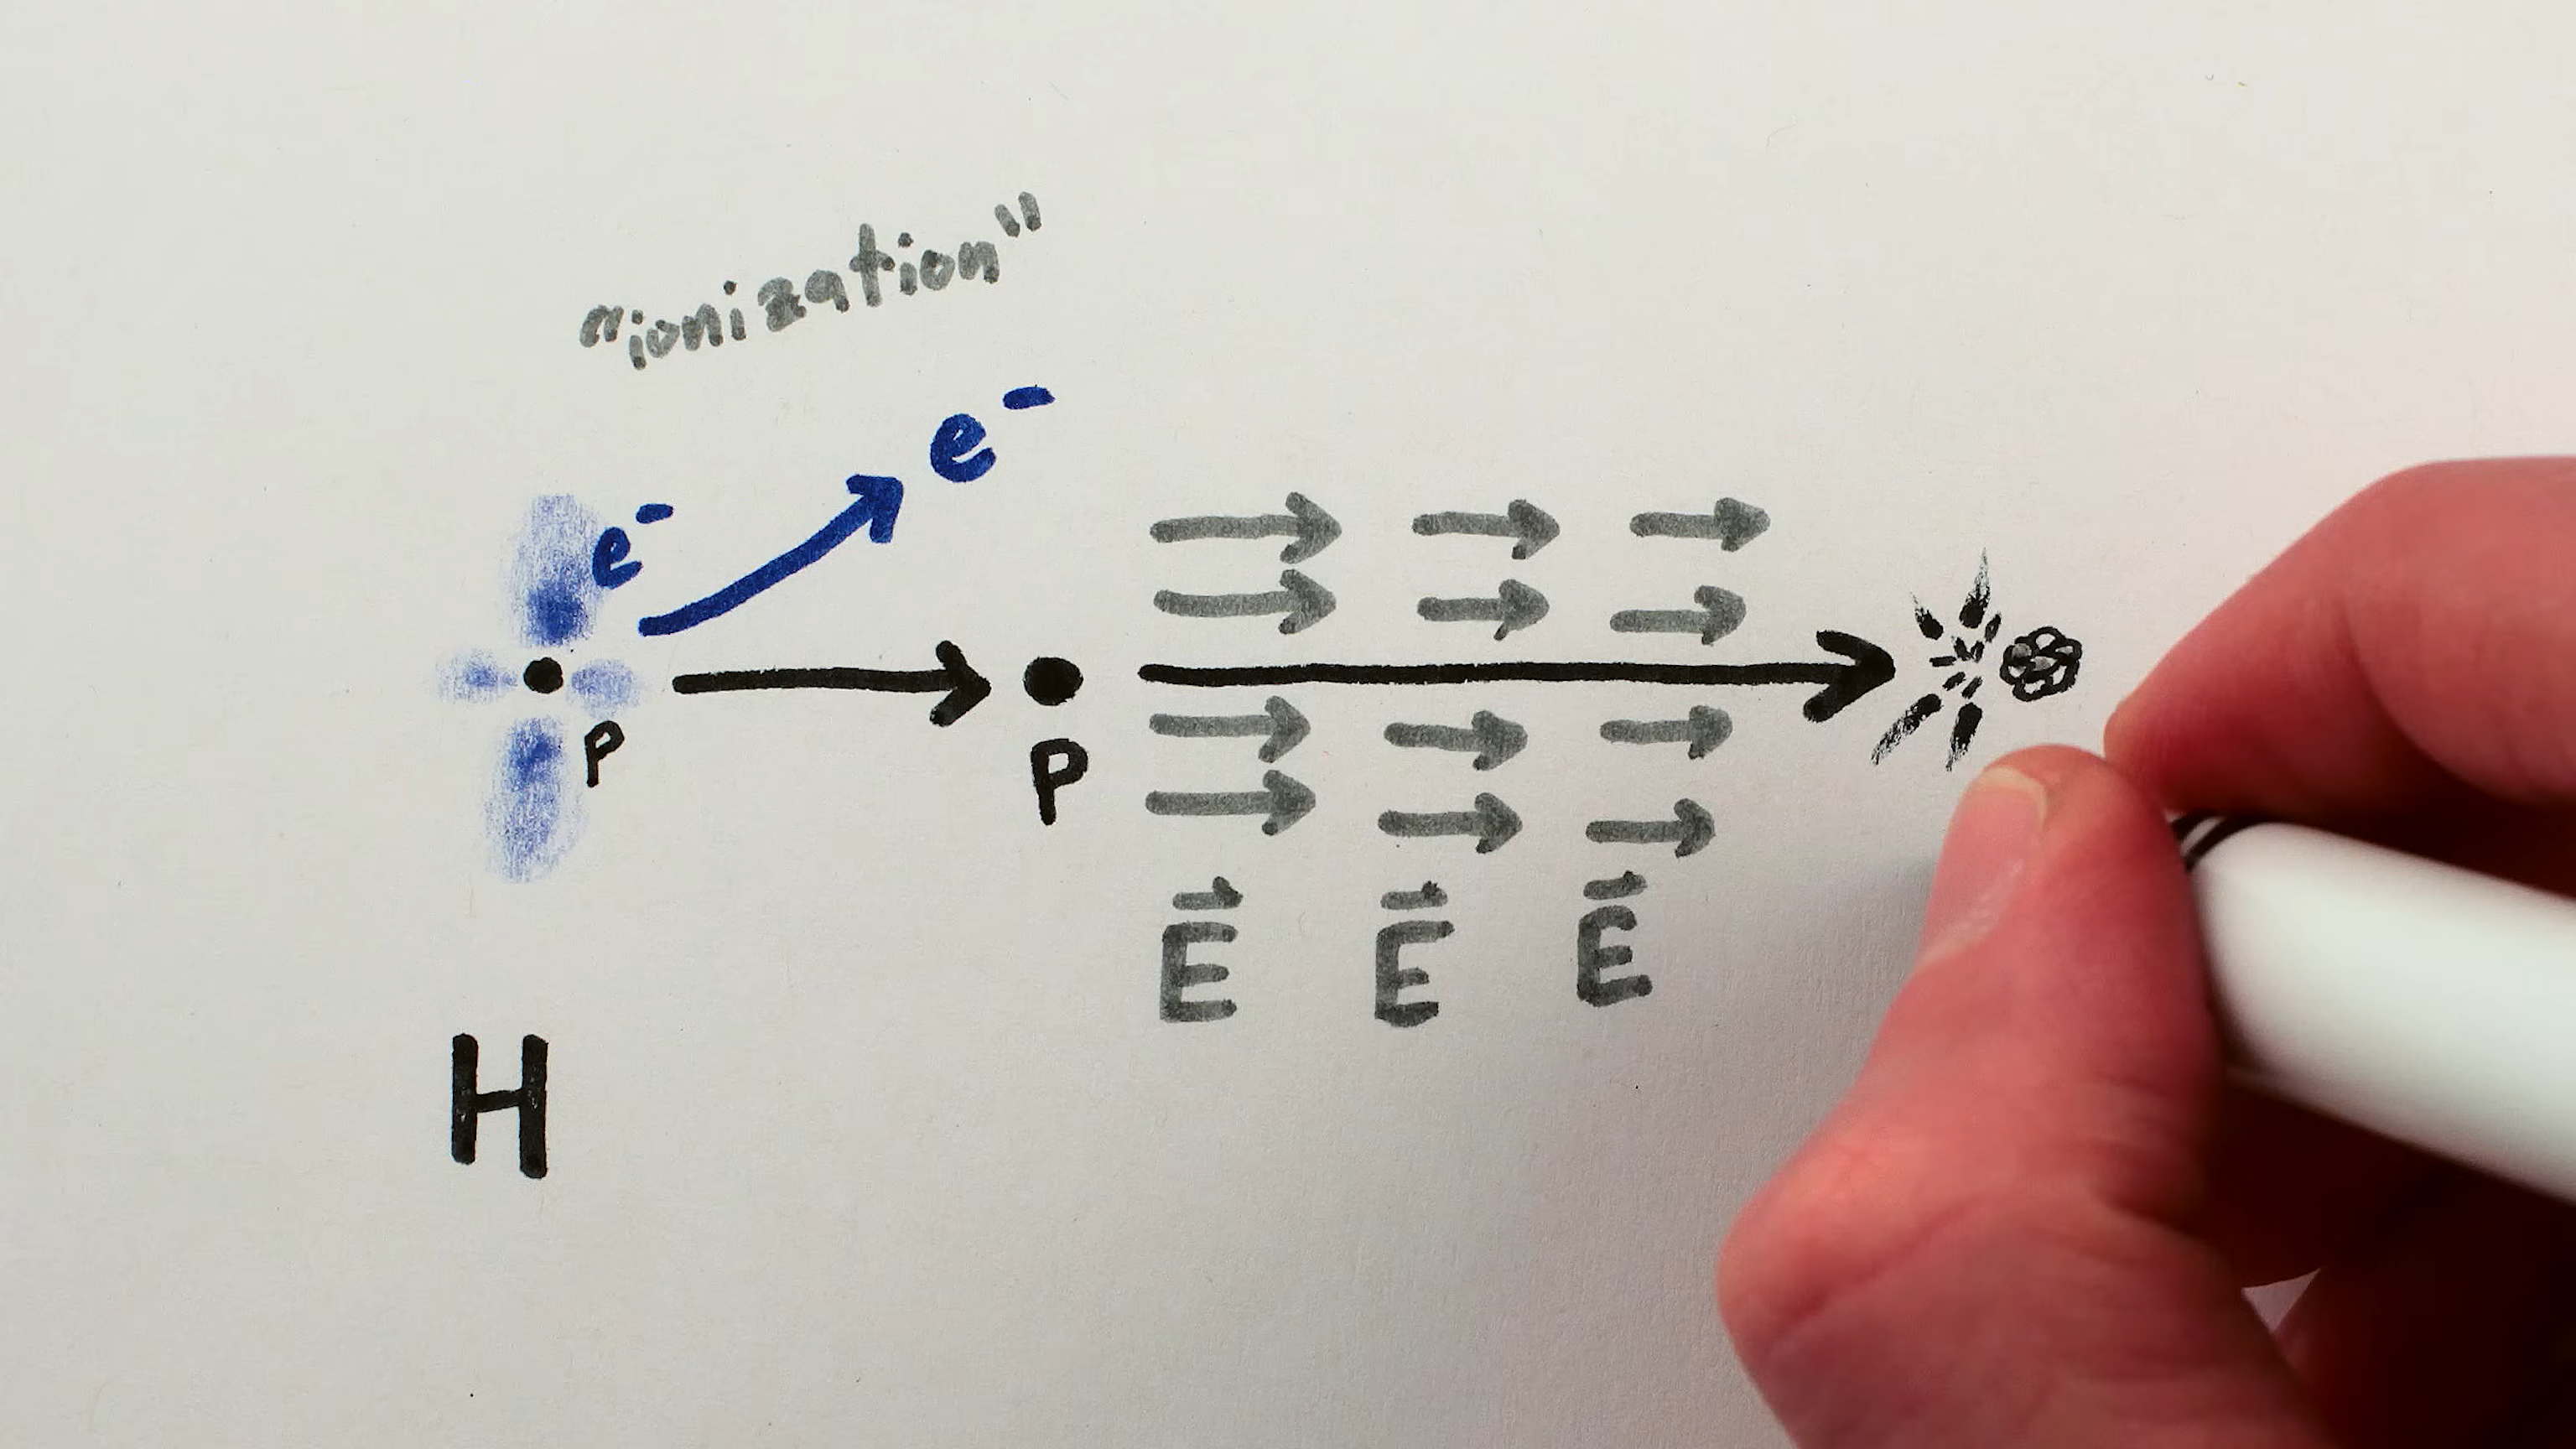 "ionization"
e⁻
e⁻
p
P
E⃗ E⃗ E⃗
H